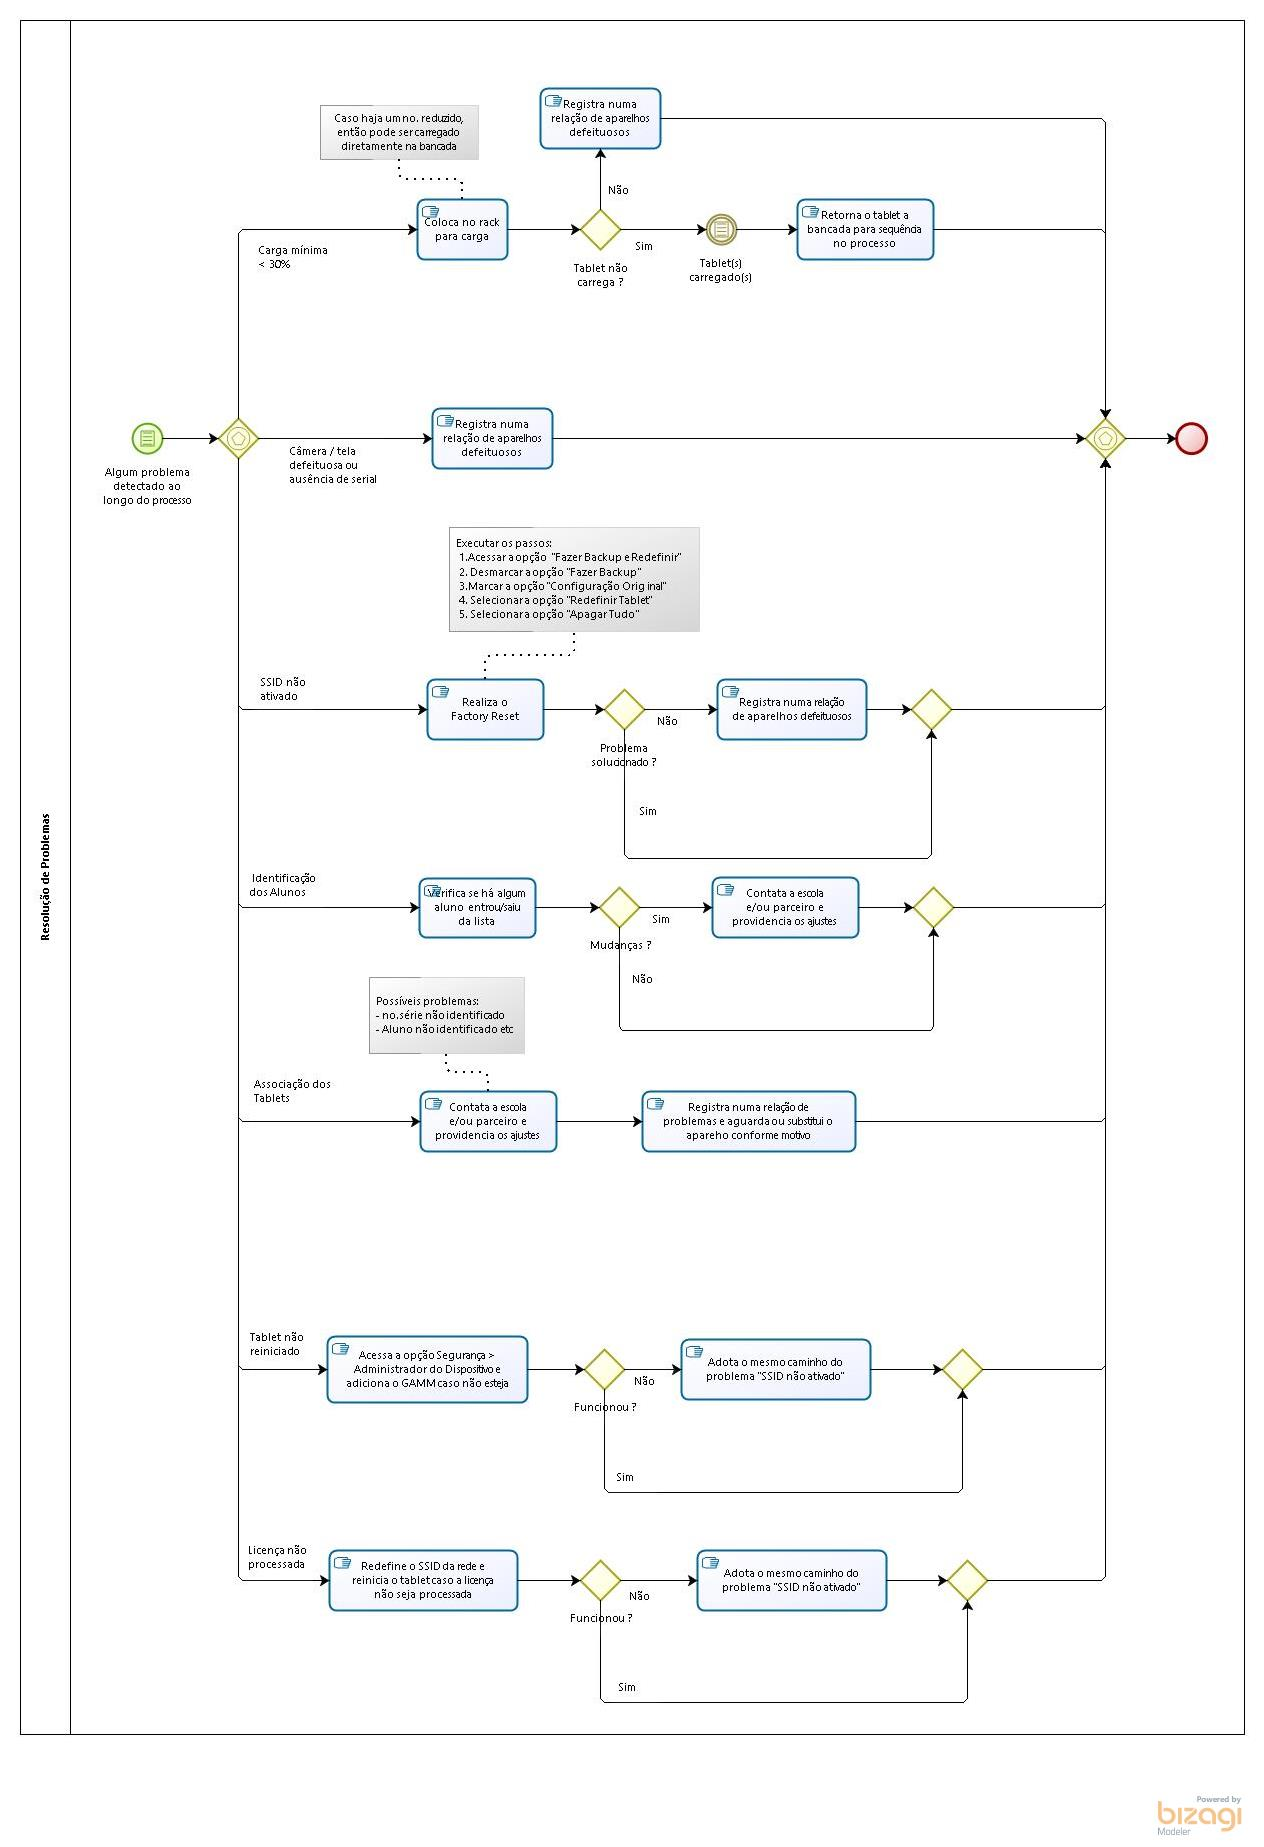 Resolução de Problemas
Caso haja um no. reduzido,
então pode ser carregado
diretamente na bancada
Registra numa
relação de aparelhos
defeituosos
Não
Coloca no rack
para carga
Carga mínima
< 30%
Tablet não
carrega ?
Sim
Tablet(s)
carregado(s)
Retorna o tablet a
bancada para sequência
no processo
Algum problema
detectado ao
longo do processo
Câmera / tela
defeituosa ou
ausência de serial
Registra numa
relação de aparelhos
defeituosos
Executar os passos:
1.Acessar a opção "Fazer Backup e Redefinir"
2. Desmarcar a opção "Fazer Backup"
3.Marcar a opção "Configuração Original"
4. Selecionar a opção "Redefinir Tablet"
5. Selecionar a opção "Apagar Tudo"
SSID não
ativado
Realiza o
Factory Reset
Problema
solucionado ?
Não
Registra numa relação
de aparelhos defeituosos
Sim
Identificação
dos Alunos
Verifica se há algum
aluno entrou/saiu
da lista
Mudanças ?
Sim
Contata a escola
e/ou parceiro e
providencia os ajustes
Não
Possíveis problemas:
- no.série não identificado
- Aluno não identificado etc
Associação dos
Tablets
Contata a escola
e/ou parceiro e
providencia os ajustes
Registra numa relação de
problemas e aguarda ou substitui o
apareho conforme motivo
Tablet não
reiniciado
Acessa a opção Segurança >
Administrador do Dispositivo e
adiciona o GAMM caso não esteja
Funcionou ?
Não
Adota o mesmo caminho do
problema "SSID não ativado"
Sim
Licença não
processada
Redefine o SSID da rede e
reinicia o tablet caso a licença
não seja processada
Funcionou ?
Não
Adota o mesmo caminho do
problema "SSID não ativado"
Sim
Powered by
bizagi
Modeler